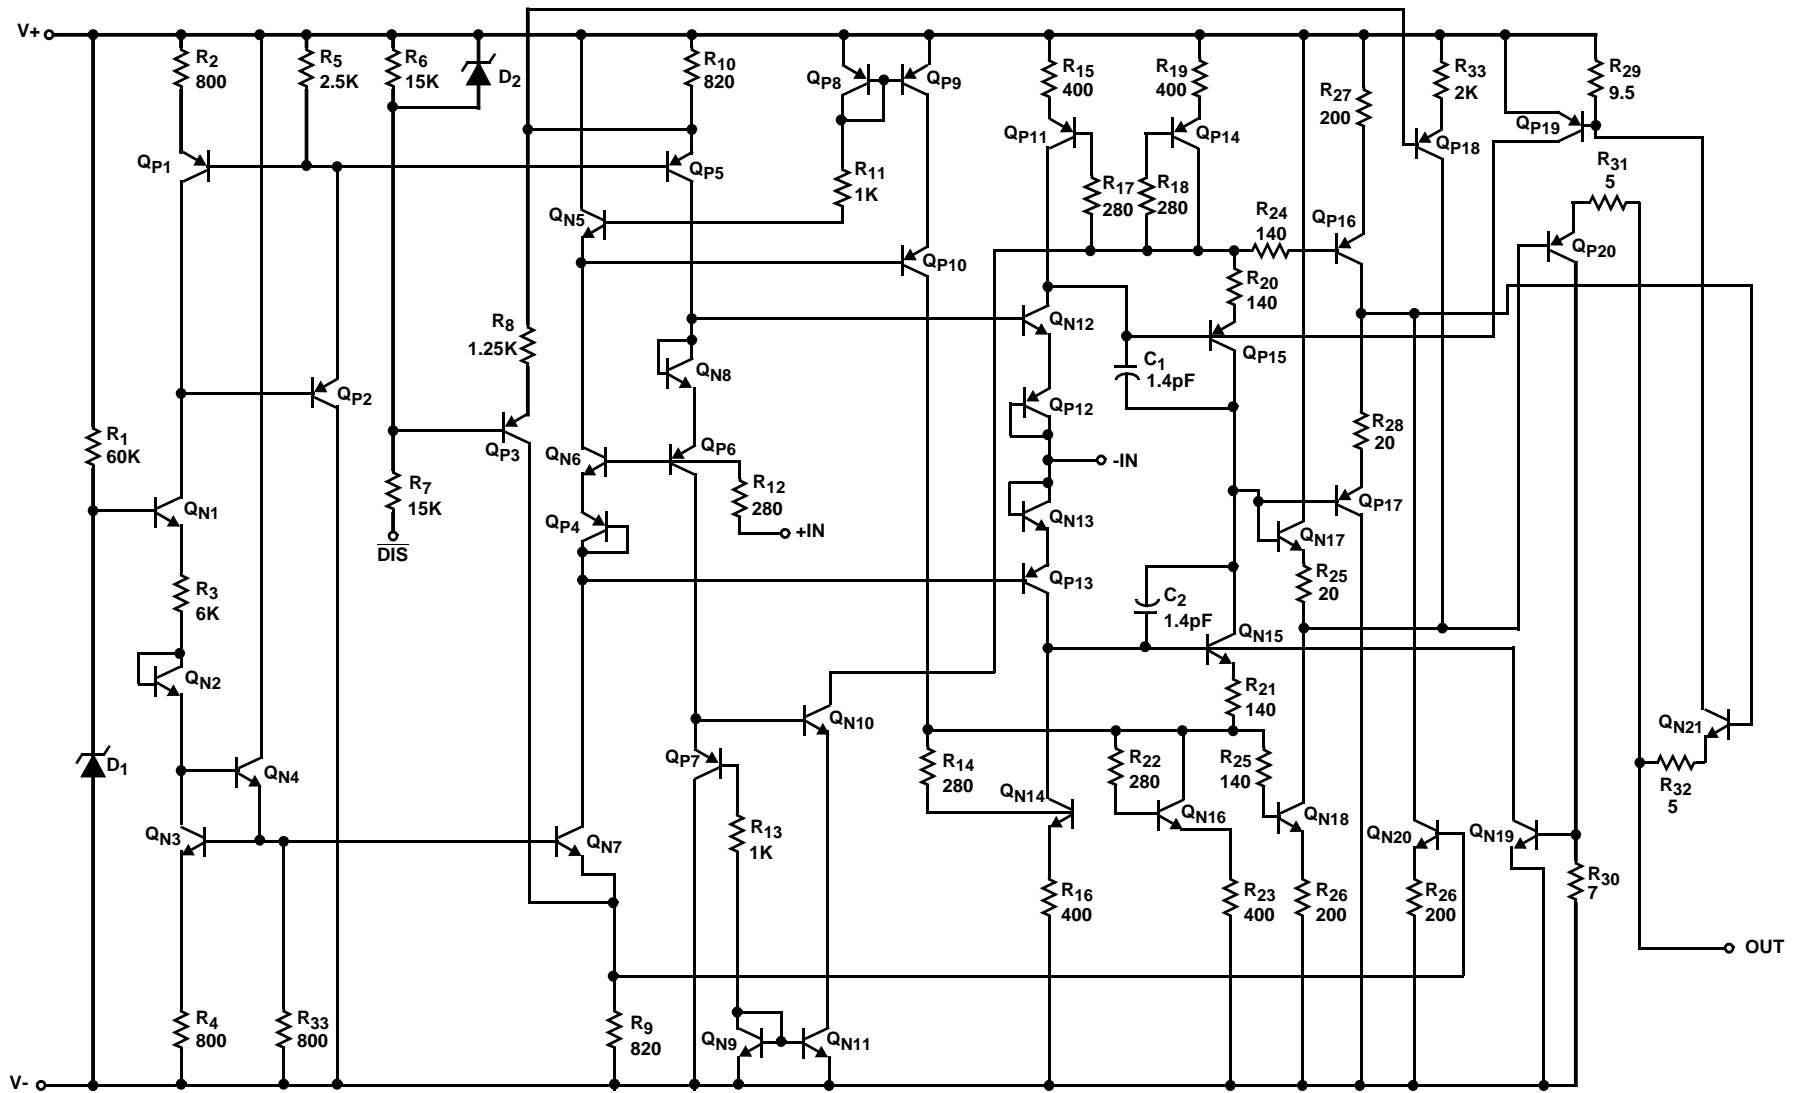 V+
R2
800
R5
2.5K
R6
15K
D2
R10
820
QP8
QP9
R15
400
R19
400
R27
200
R33
2K
R29
9.5
QP1
QP5
R11
1K
QP11
QP14
QP18
QP19
R31
5
QN5
R17
280
R18
280
R24
140
QP16
QP20
QP10
R20
140
R8
1.25K
QN12
QP15
QN8
C1
1.4pF
QP2
QP12
R1
60K
QP3
QN6
QP6
R28
20
-IN
R7
15K
R12
280
QP17
QN1
QP4
+IN
QN13
QN17
DIS
R3
6K
QP13
R25
20
C2
1.4pF
QN15
QN2
R21
140
QN10
QN21
D1
QN4
QP7
R14
280
R22
280
R25
140
R32
5
QN3
QN7
R13
1K
QN14
QN16
QN18
QN20
QN19
R16
400
R23
400
R26
200
R26
200
R30
7
OUT
R4
800
R33
800
R9
820
QN9
QN11
V-